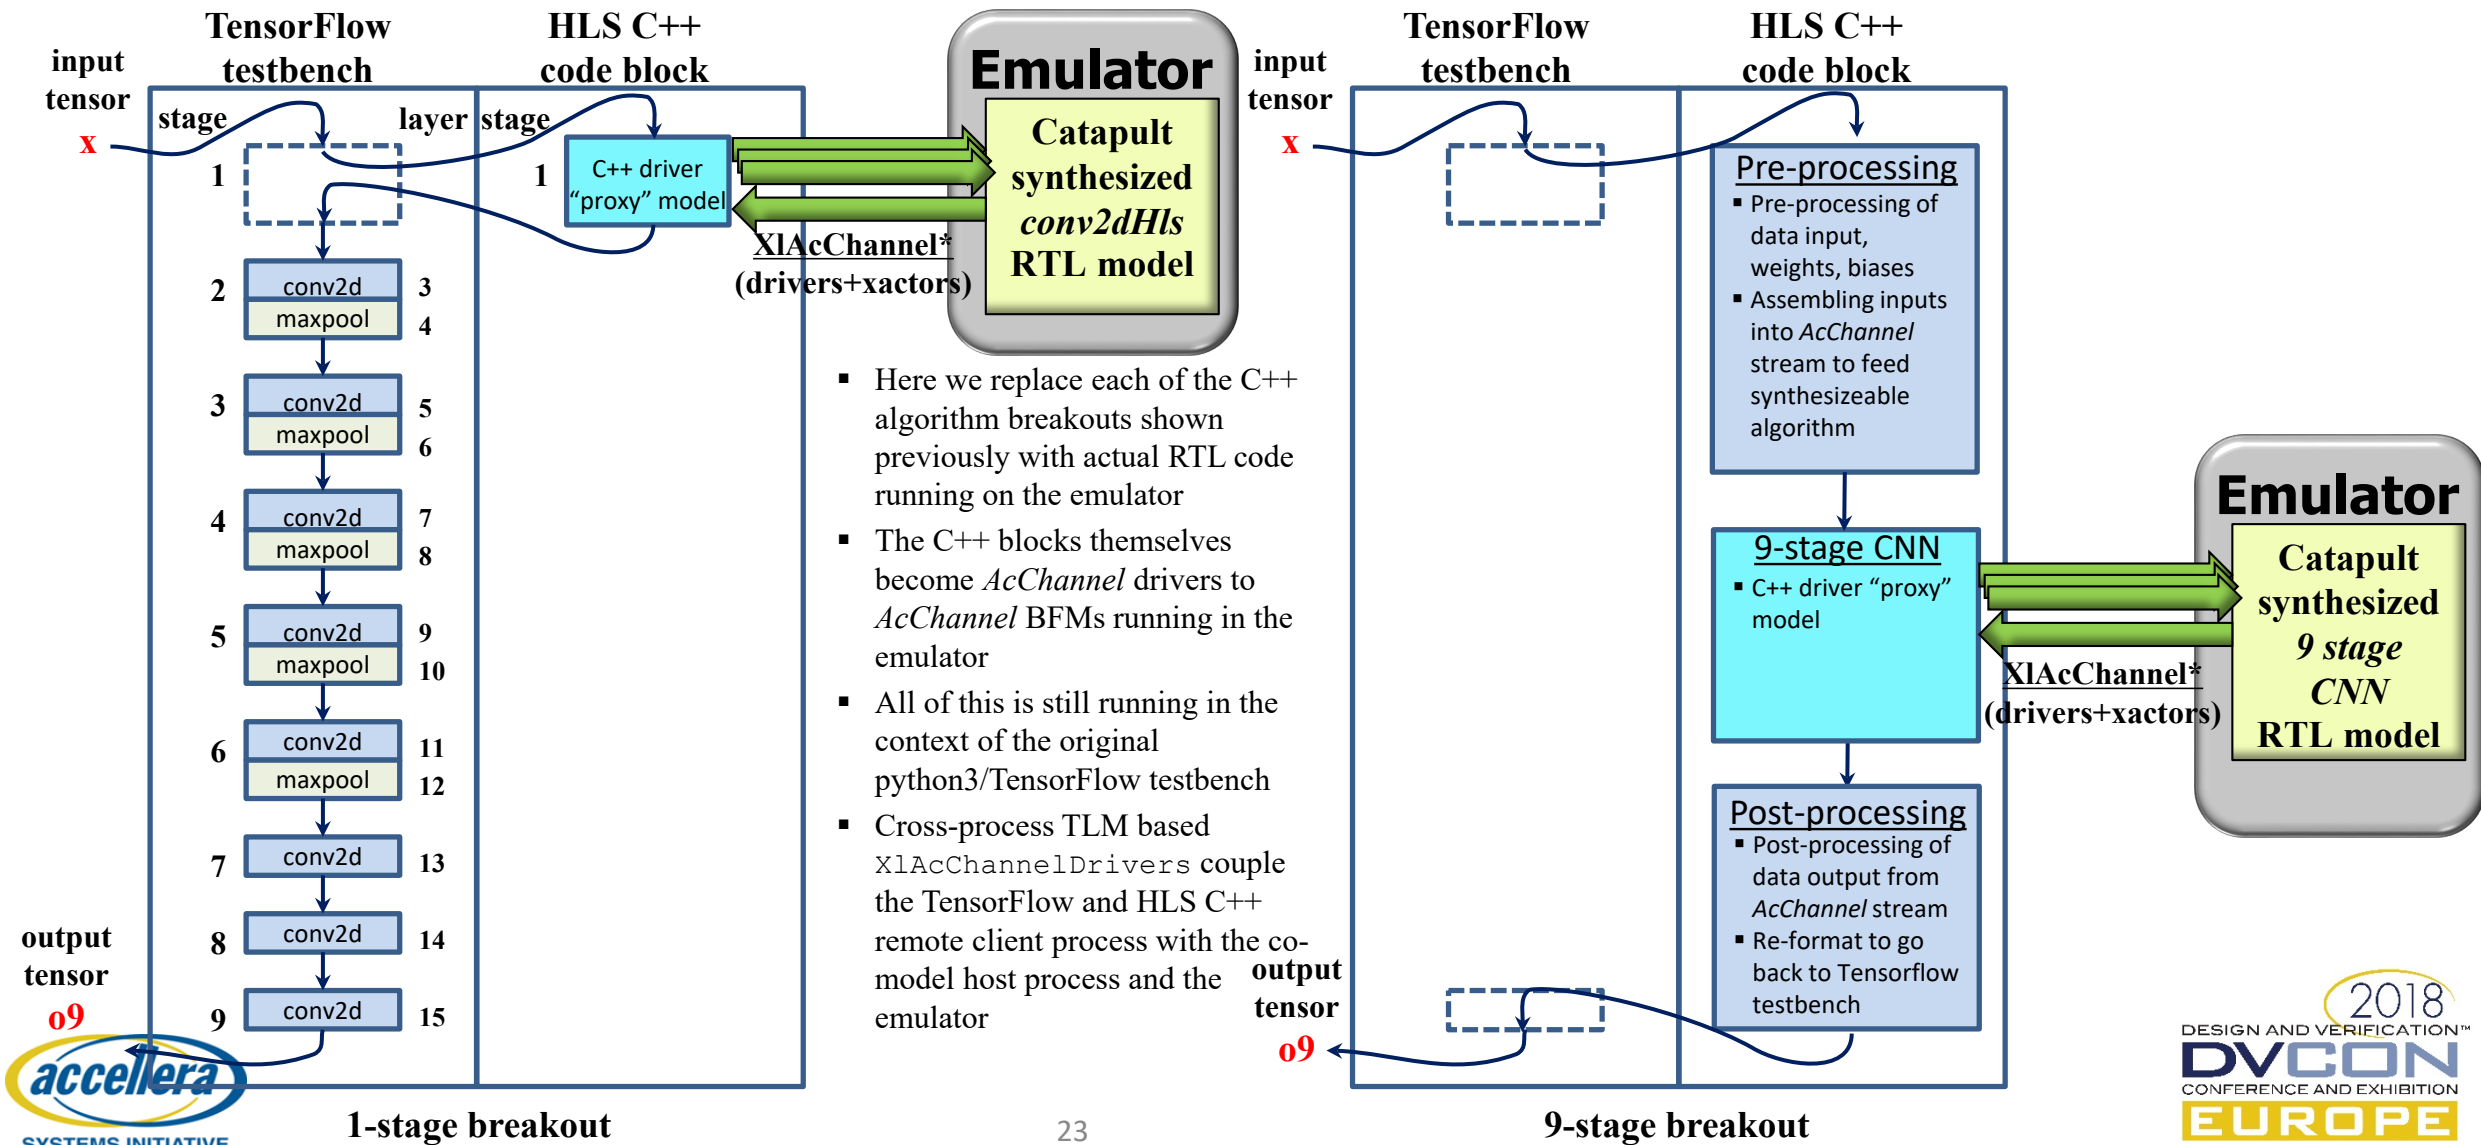 TensorFlow
testbench
HLS C++
code block
input
tensor
x
stage
layer
stage
1
1
C++ driver
“proxy” model
Emulator
Catapult
synthesized
conv2dHls
RTL model
XlAcChannel*
(drivers+xactors)
2
conv2d
3
maxpool
4
3
conv2d
5
maxpool
6
4
conv2d
7
maxpool
8
5
conv2d
9
maxpool
10
6
conv2d
11
maxpool
12
7
conv2d
13
8
conv2d
14
9
conv2d
15
output
tensor
o9
1-stage breakout
▪ Here we replace each of the C++
algorithm breakouts shown
previously with actual RTL code
running on the emulator
▪ The C++ blocks themselves
become AcChannel drivers to
AcChannel BFMs running in the
emulator
▪ All of this is still running in the
context of the original
python3/TensorFlow testbench
▪ Cross-process TLM based
XlAcChannelDrivers couple
the TensorFlow and HLS C++
remote client process with the co-
model host process and the
emulator
TensorFlow
testbench
HLS C++
code block
input
tensor
x
Pre-processing
▪ Pre-processing of
data input,
weights, biases
▪ Assembling inputs
into AcChannel
stream to feed
synthesizeable
algorithm
9-stage CNN
▪ C++ driver “proxy”
model
Emulator
Catapult
synthesized
9 stage
CNN
RTL model
XlAcChannel*
(drivers+xactors)
Post-processing
▪ Post-processing of
data output from
AcChannel stream
▪ Re-format to go
back to Tensorflow
testbench
output
tensor
o9
9-stage breakout
accellera
SYSTEMS INITIATIVE
23
2018
DESIGN AND VERIFICATION™
DVCON
CONFERENCE AND EXHIBITION
EUROPE